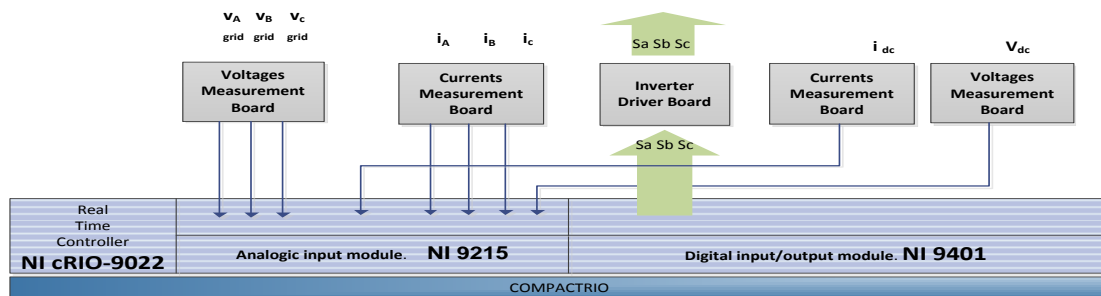 vA vB vc
grid grid grid
iA iB ic
Sa Sb Sc
i dc
Vdc
Voltages
Measurement
Board
Currents
Measurement
Board
Inverter
Driver Board
Currents
Measurement
Board
Voltages
Measurement
Board
Sa Sb Sc
Real
Time
Controller
NI cRIO-9022
Analogic input module. NI 9215
Digital input/output module. NI 9401
COMPACTRIO